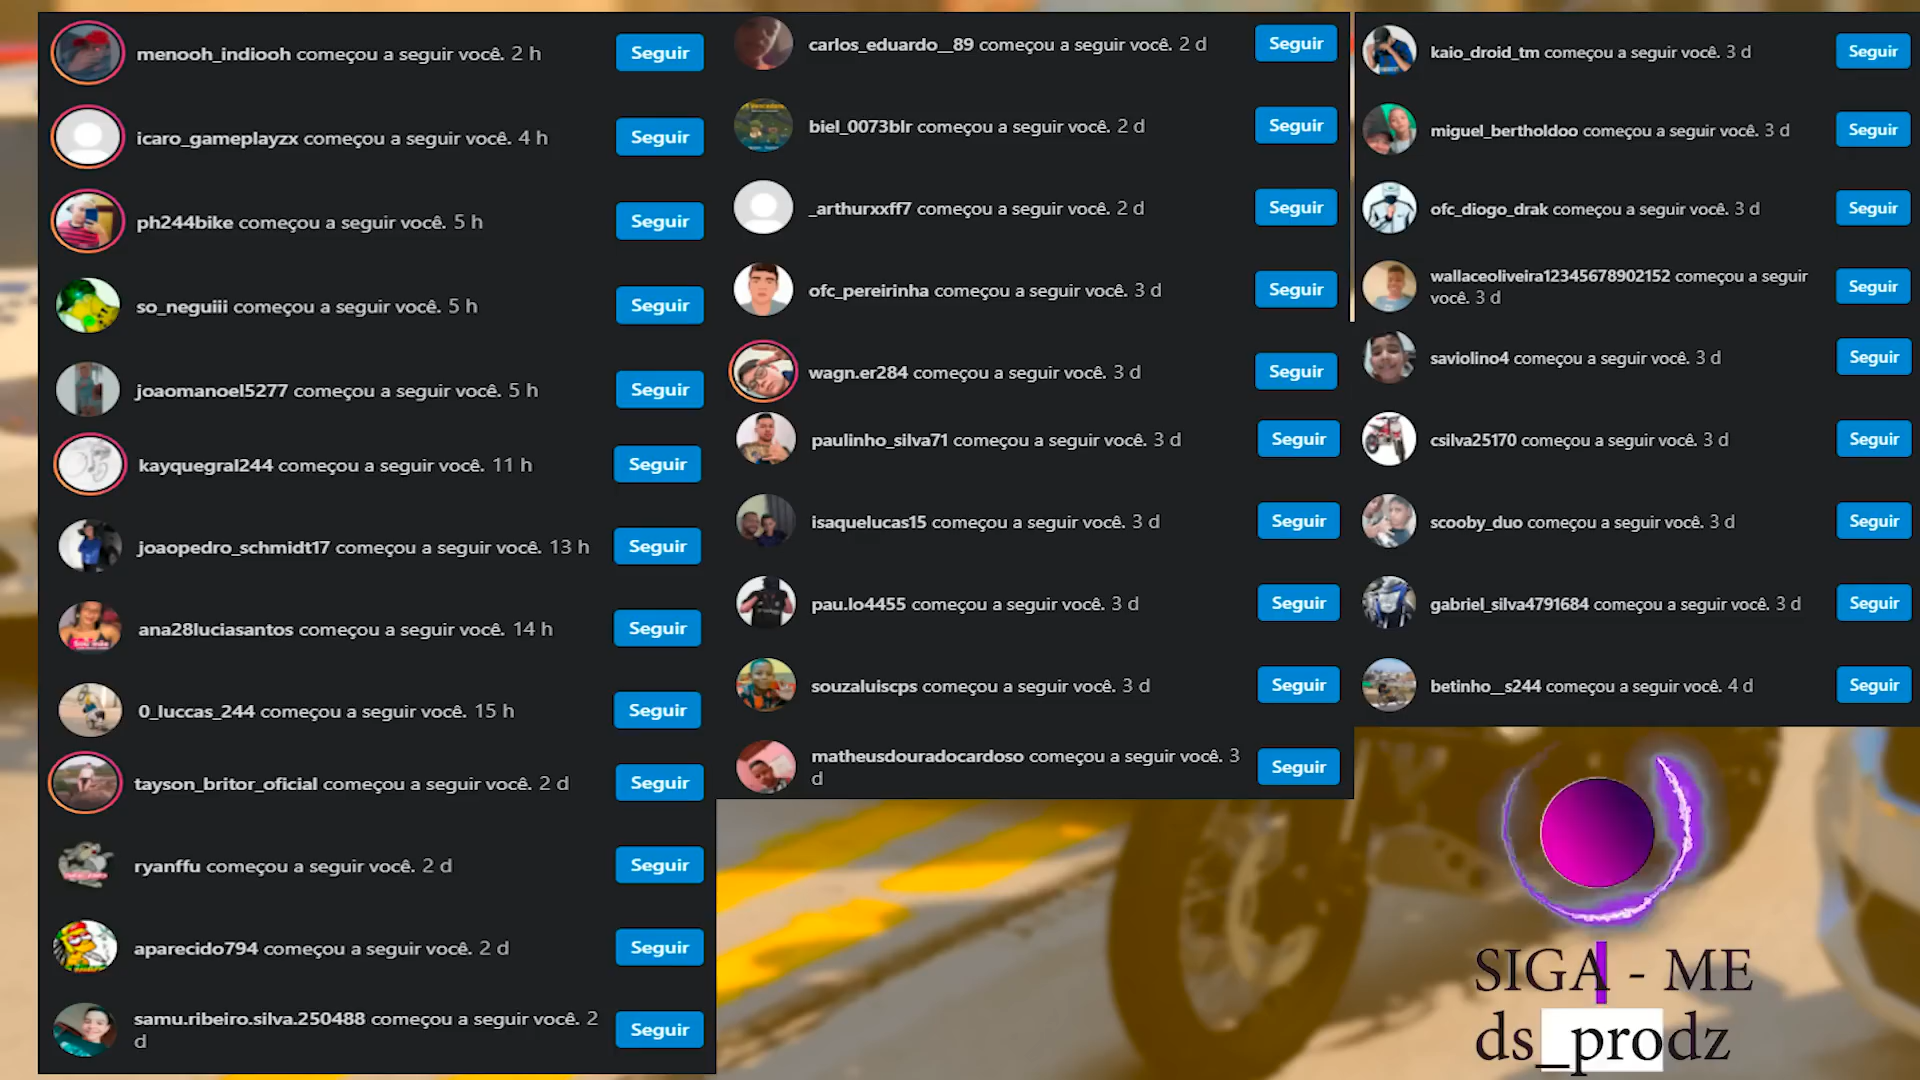 menooh_indiooh começou a seguir você. 2 h
Seguir
icaro_gameplayzx começou a seguir você. 4 h
Seguir
ph244bike começou a seguir você. 5 h
Seguir
so_neguiii começou a seguir você. 5 h
Seguir
joaomanoel5277 começou a seguir você. 5 h
Seguir
kayquegral244 começou a seguir você. 11 h
Seguir
joaopedro_schmidt17 começou a seguir você. 13 h
Seguir
ana28luciasantos começou a seguir você. 14 h
Seguir
0_luccas_244 começou a seguir você. 15 h
Seguir
tayson_britor_oficial começou a seguir você. 2 d
Seguir
ryanffu começou a seguir você. 2 d
Seguir
aparecido794 começou a seguir você. 2 d
Seguir
samu.ribeiro.silva.250488 começou a seguir você. 2
d
Seguir
carlos_eduardo__89 começou a seguir você. 2 d
Seguir
biel_0073blr começou a seguir você. 2 d
Seguir
_arthurxxff7 começou a seguir você. 2 d
Seguir
ofc_pereirinha começou a seguir você. 3 d
Seguir
wagn.er284 começou a seguir você. 3 d
Seguir
paulinho_silva71 começou a seguir você. 3 d
Seguir
isaquelucas15 começou a seguir você. 3 d
Seguir
pau.lo4455 começou a seguir você. 3 d
Seguir
souzaluiscps começou a seguir você. 3 d
Seguir
matheusdouradocardoso começou a seguir você. 3
d
Seguir
kaio_droid_tm começou a seguir você. 3 d
Seguir
miguel_bertholdoo começou a seguir você. 3 d
Seguir
ofc_diogo_drak começou a seguir você. 3 d
Seguir
wallaceoliveira12345678902152 começou a seguir
você. 3 d
Seguir
saviolino4 começou a seguir você. 3 d
Seguir
csilva25170 começou a seguir você. 3 d
Seguir
scooby_duo começou a seguir você. 3 d
Seguir
gabriel_silva4791684 começou a seguir você. 3 d
Seguir
betinho__s244 começou a seguir você. 4 d
Seguir
SIGA - ME
ds_prodz